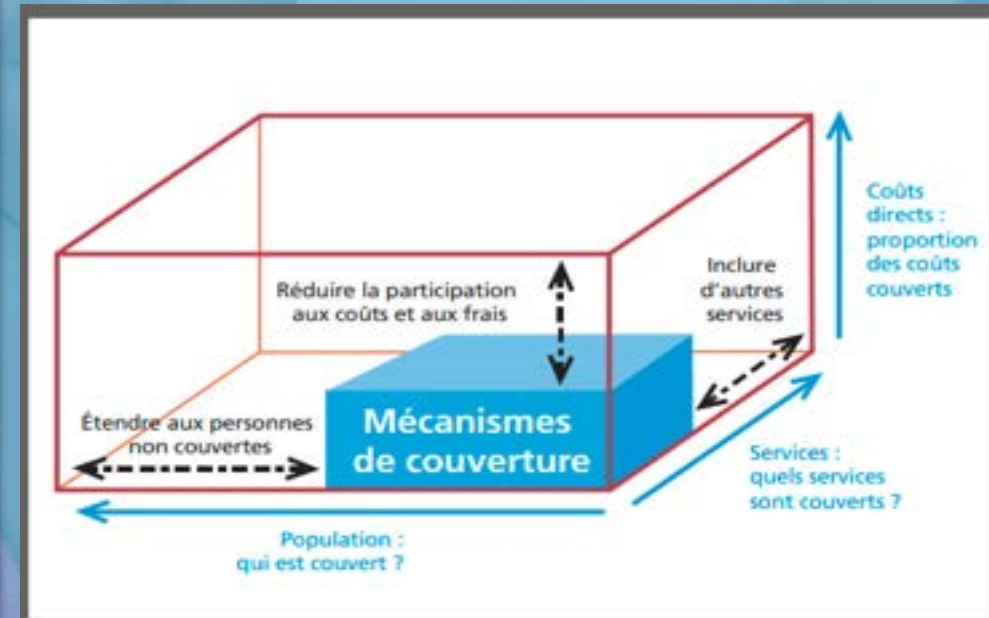 Coûts
directs :
proportion
des coûts
couverts
Inclure
d'autres
services
Réduire la participation
aux coûts et aux frais
Étendre aux personnes
non couvertes
Mécanismes
de couverture
Services :
quels services
sont couverts ?
Population :
qui est couvert ?